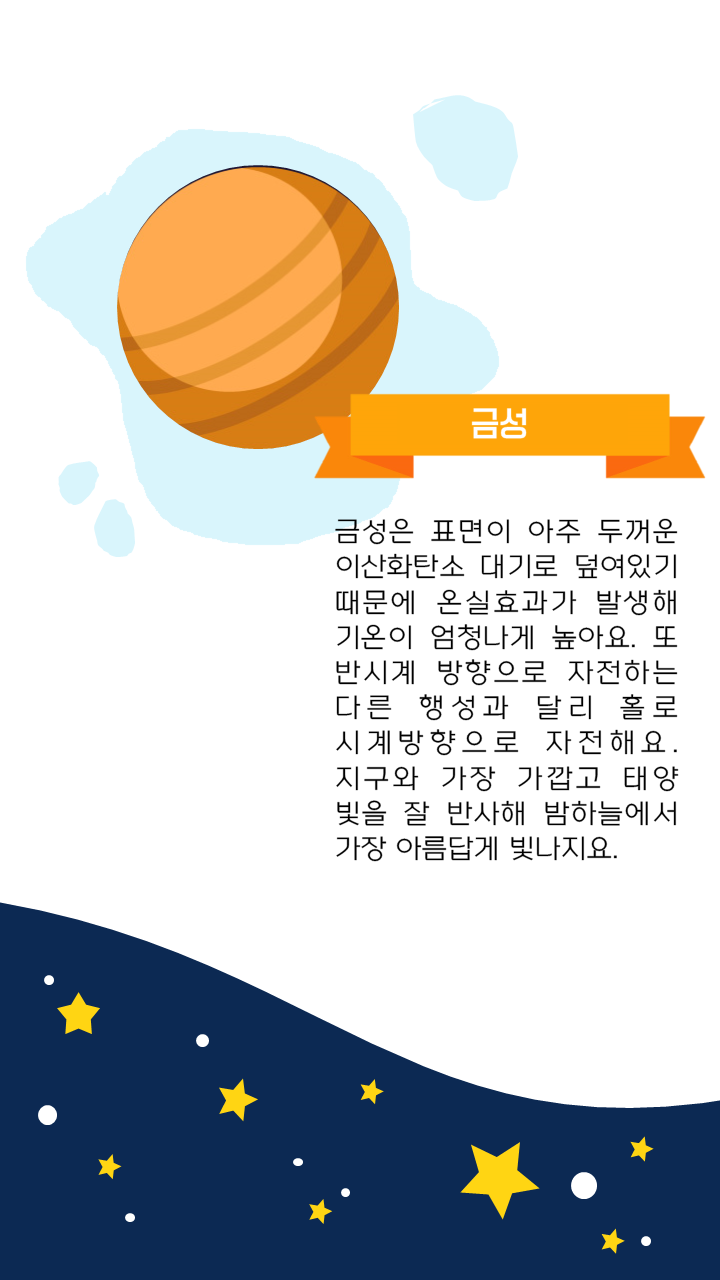 금성
금성은 표면이 아주 두꺼운
이산화탄소 대기로 덮여있기
때문에 온실효과가 발생해
기온이 엄청나게 높아요. 또
반시계 방향으로 자전하는
다른 행성과 달리 홀로
시계방향으로 자전해요.
지구와 가장 가깝고 태양
빛을 잘 반사해 밤하늘에서
가장 아름답게 빛나지요.